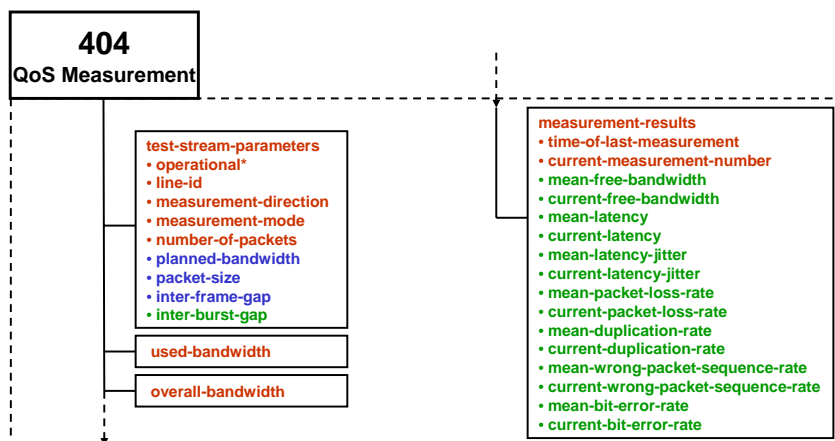 404
QoS Measurement
test-stream-parameters
• operational*
• line-id
• measurement-direction
• measurement-mode
• number-of-packets
• planned-bandwidth
• packet-size
• inter-frame-gap
• inter-burst-gap
used-bandwidth
overall-bandwidth
measurement-results
• time-of-last-measurement
• current-measurement-number
• mean-free-bandwidth
• current-free-bandwidth
• mean-latency
• current-latency
• mean-latency-jitter
• current-latency-jitter
• mean-packet-loss-rate
• current-packet-loss-rate
• mean-duplication-rate
• current-duplication-rate
• mean-wrong-packet-sequence-rate
• current-wrong-packet-sequence-rate
• mean-bit-error-rate
• current-bit-error-rate